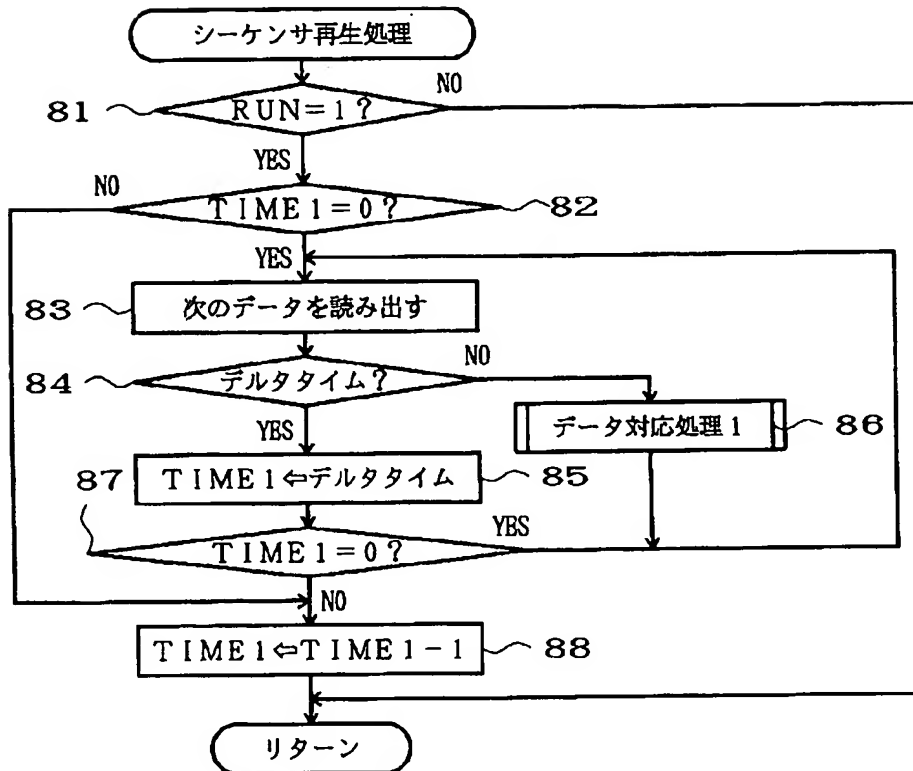 シーケンサ再生処理
NO
81
RUN=1?
YES
NO
TIME1=0?
82
YES
83
次のデータを読み出す
NO
84
デルタタイム?
データ対応処理1
86
YES
87
TIME1⇦デルタタイム
85
YES
TIME1=0?
NO
TIME1⇦TIME1-1
88
リターン